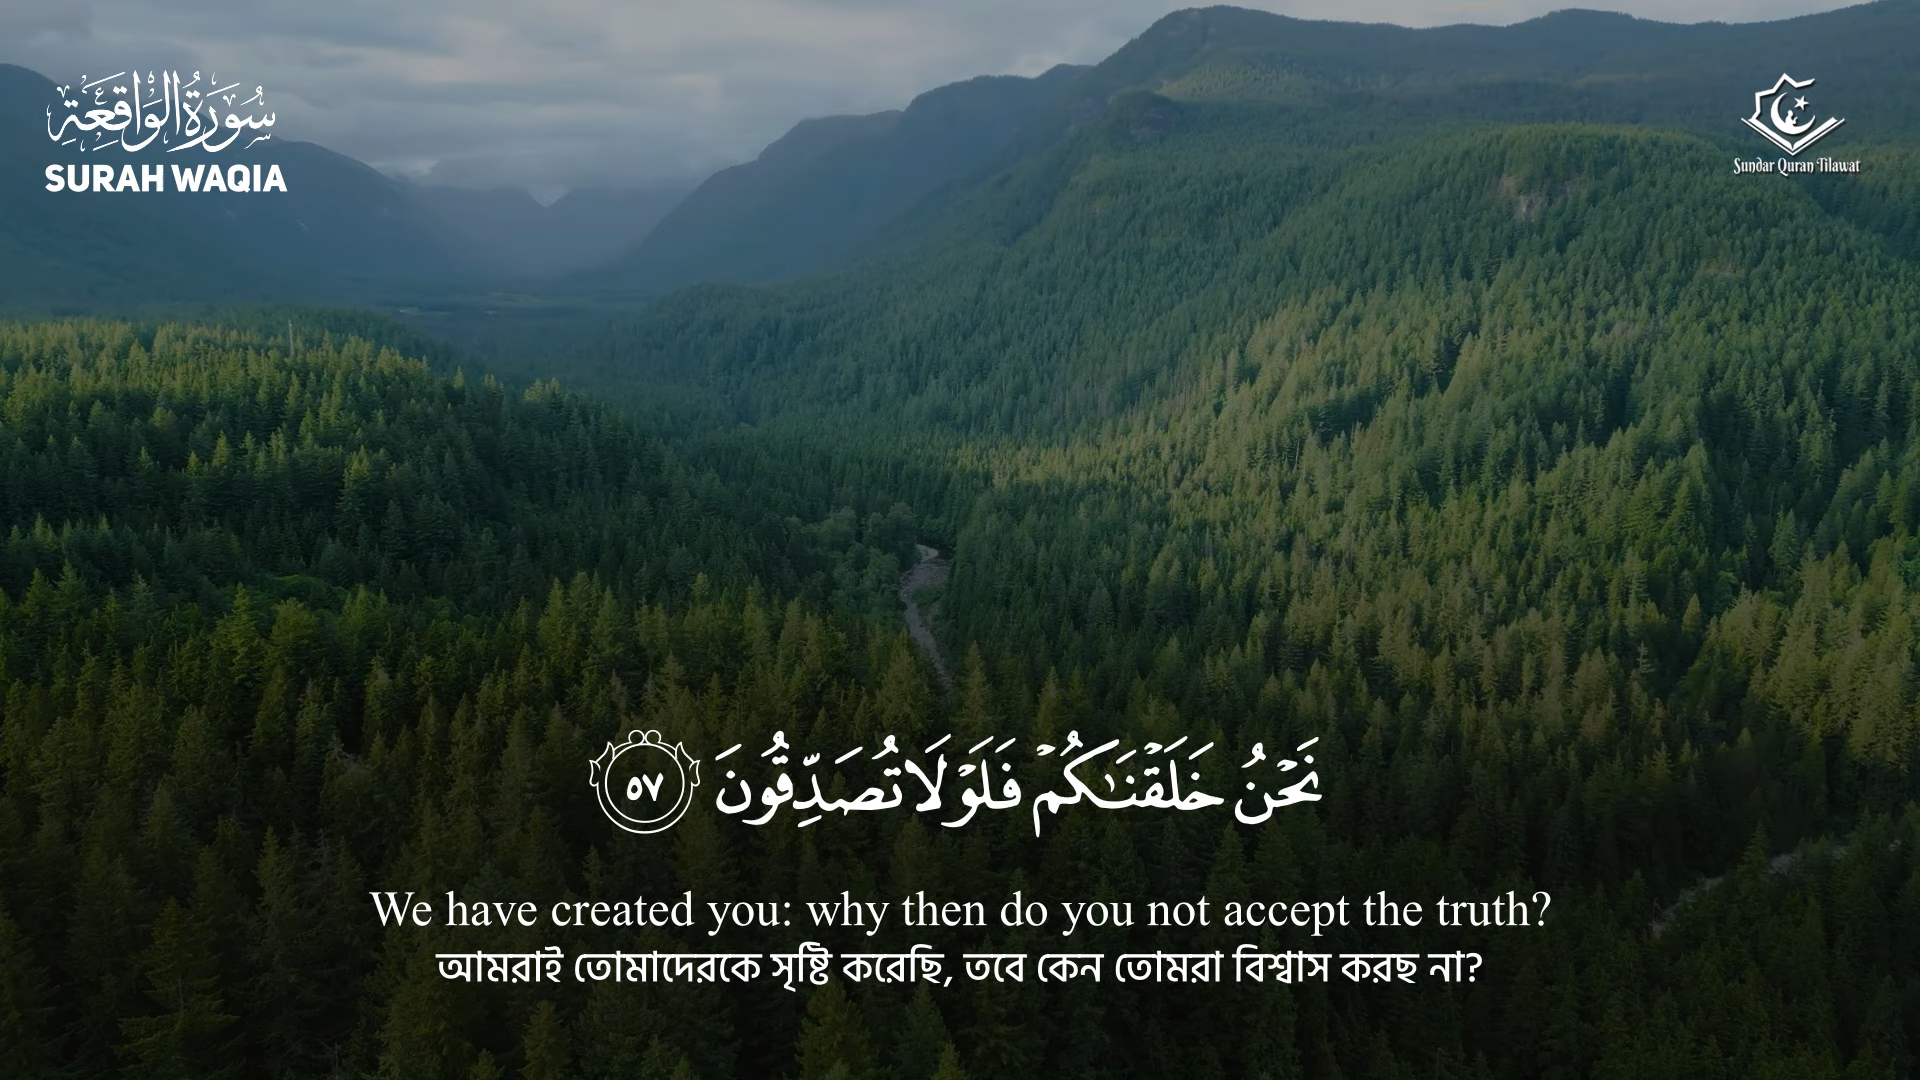 سُورَةُ الوَاقِعَةِ
SURAH WAQIA
Sundar Quran Tilawat
نَحْنُ خَلَقْنَـٰكُمْ فَلَوْلَا تُصَدِّقُونَ ٥٧
We have created you: why then do you not accept the truth?
আমরাই তোমাদেরকে সৃষ্টি করেছি, তবে কেন তোমরা বিশ্বাস করছ না?